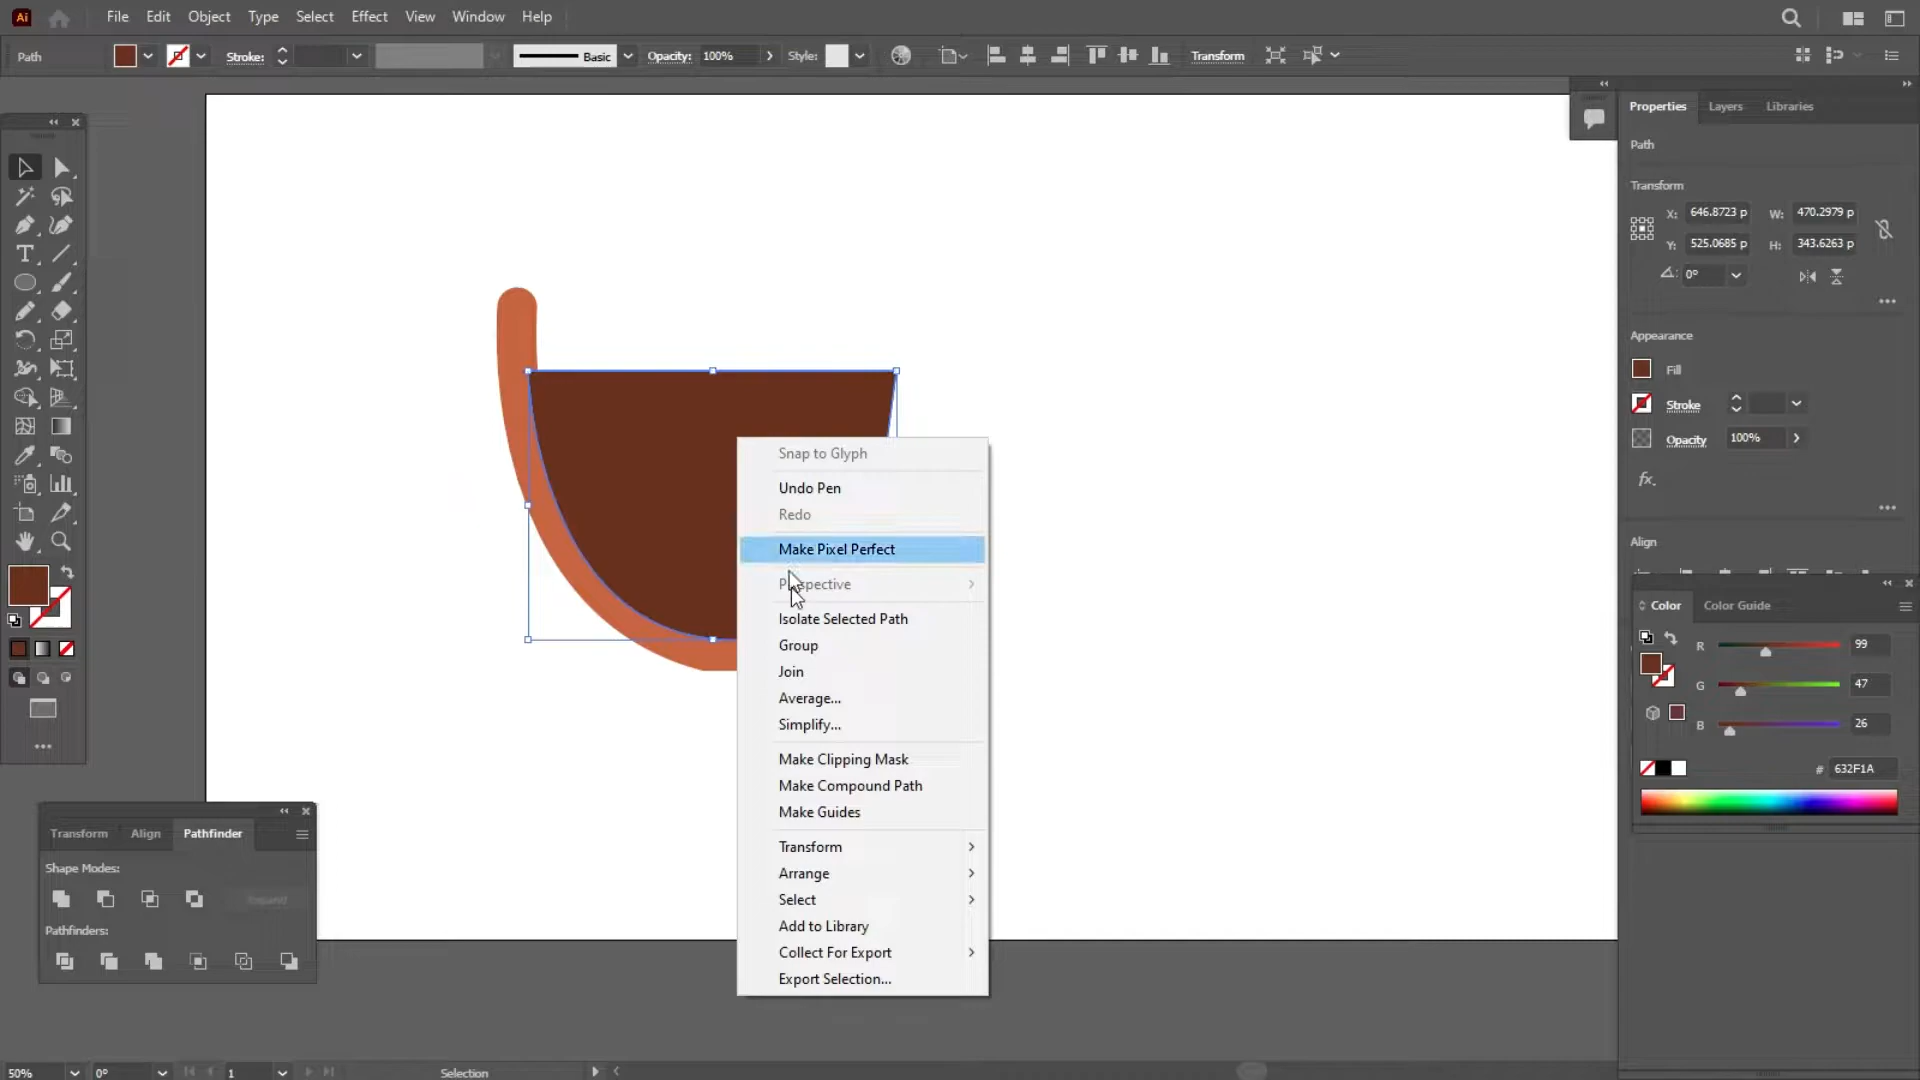 Ai File Edit Object Type Select Effect View Window Help
Path Stroke: Basic Opacity: 100% Style: Transform
Properties Layers Libraries
Path
Transform
X: 646.8723 p W: 470.2979 p
Y: 525.0685 p H: 343.6263 p
0°
Appearance
Fill
Stroke
Opacity 100%
fx.
Align
Snap to Glyph
Undo Pen
Redo
Make Pixel Perfect
Perspective
Isolate Selected Path
Group
Join
Average...
Simplify...
Make Clipping Mask
Make Compound Path
Make Guides
Transform
Arrange
Select
Add to Library
Collect For Export
Export Selection...
Color Color Guide
R 99
G 47
B 26
# 632F1A
Transform Align Pathfinder
Shape Modes:
Expand
Pathfinders:
50% 0° 1 Selection